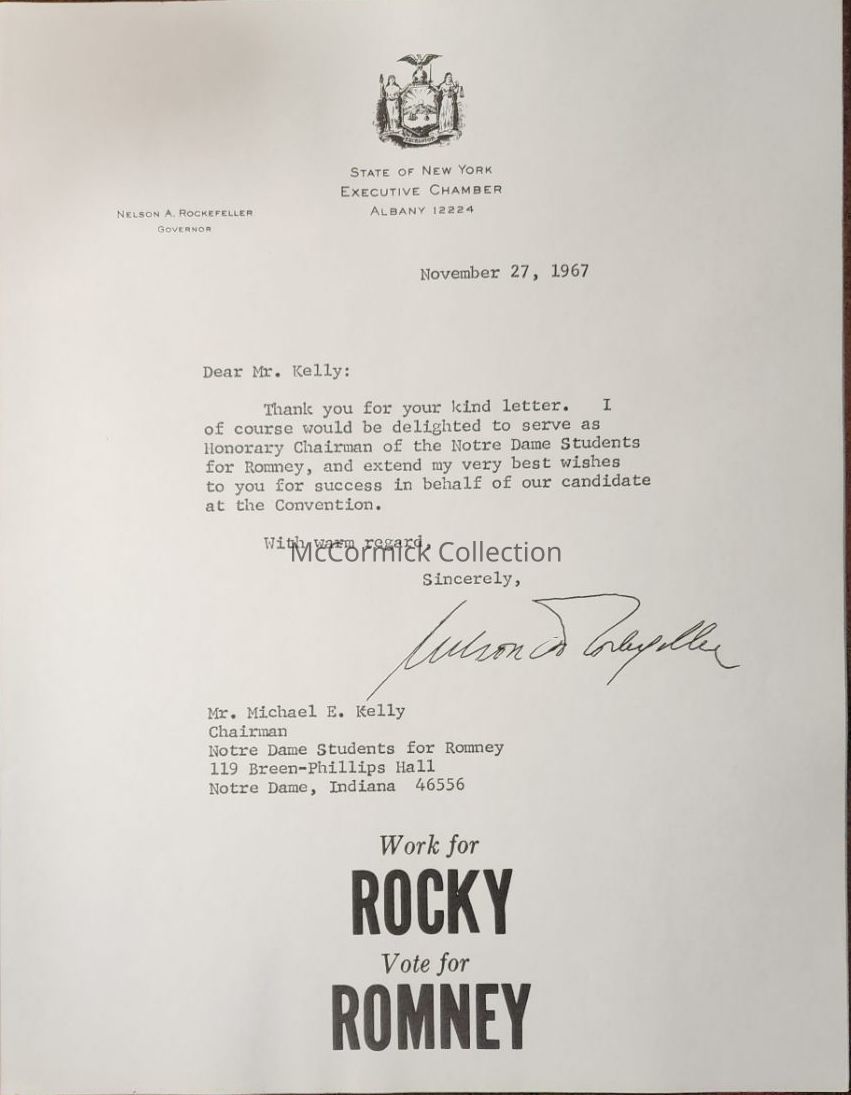 STATE OF NEW YORK
EXECUTIVE CHAMBER
ALBANY 12224
NELSON A. ROCKEFELLER
GOVERNOR
November 27, 1967
Dear Mr. Kelly:
Thank you for your kind letter. I
of course would be delighted to serve as
Honorary Chairman of the Notre Dame Students
for Romney, and extend my very best wishes
to you for success in behalf of our candidate
at the Convention.
With warm regard,
McCormick Collection
Sincerely,
Nelson A. Rockefeller
Mr. Michael E. Kelly
Chairman
Notre Dame Students for Romney
119 Breen-Phillips Hall
Notre Dame, Indiana 46556
Work for
ROCKY
Vote for
ROMNEY